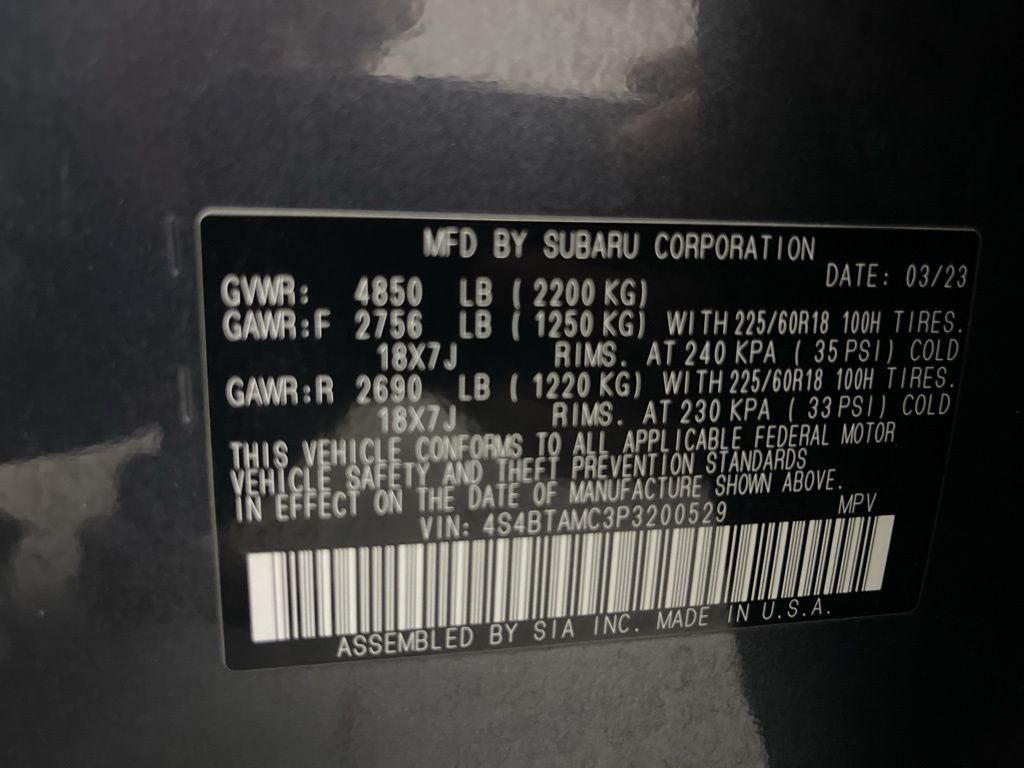 MFD BY SUBARU CORPORATION
DATE: 03/23
GVWR: 4850 LB ( 2200 KG)
GAWR:F 2756 LB ( 1250 KG) WITH 225/60R18 100H TIRES.
18X7J RIMS. AT 240 KPA ( 35 PSI) COLD
GAWR:R 2690 LB ( 1220 KG) WITH 225/60R18 100H TIRES.
18X7J RIMS. AT 230 KPA ( 33 PSI) COLD
THIS VEHICLE CONFORMS TO ALL APPLICABLE FEDERAL MOTOR
VEHICLE SAFETY AND THEFT PREVENTION STANDARDS
IN EFFECT ON THE DATE OF MANUFACTURE SHOWN ABOVE.
VIN: 4S4BTAMC3P3200529 MPV
ASSEMBLED BY SIA INC. MADE IN U.S.A.